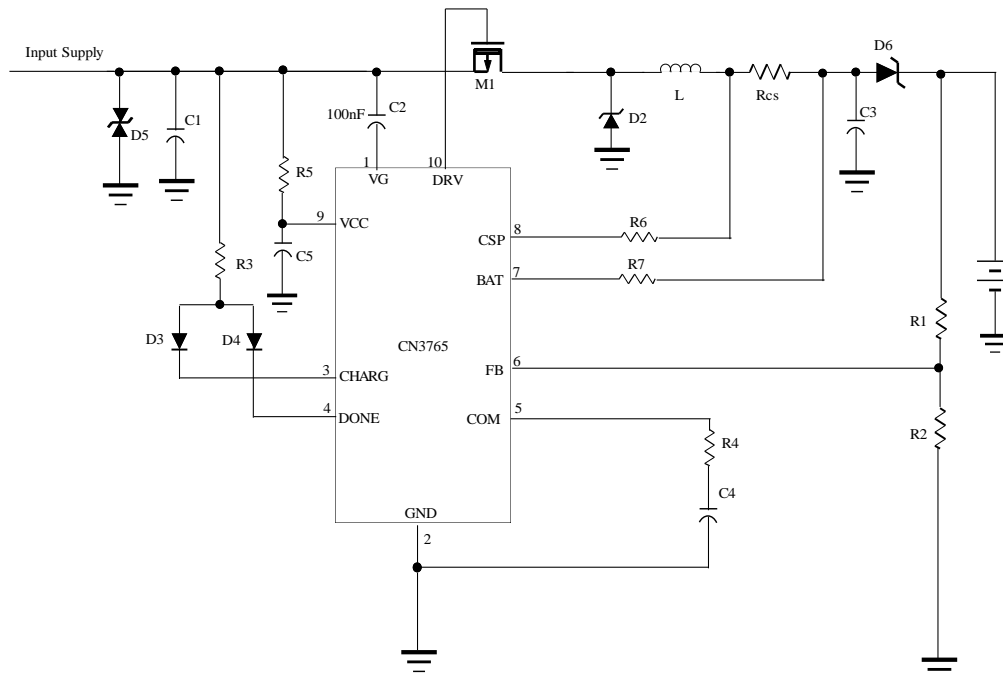 Input Supply
M1
D6
L
Rcs
D5
C1
100nF
C2
D2
C3
R5
1
VG
10
DRV
9
VCC
C5
R3
CSP
8
R6
BAT
7
R7
D3
D4
CN3765
R1
3
CHARG
FB
6
4
DONE
COM
5
R4
R2
C4
GND
2